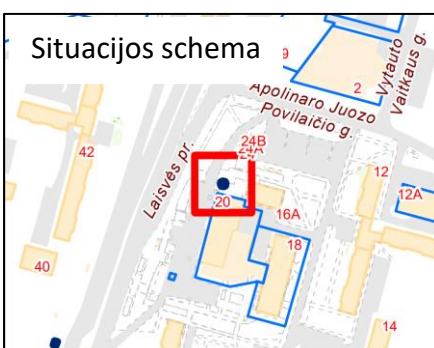 Situacijos schema
9
2
Vytauto
Vaitkaus g.
Apolinaro Juozo
Povilaičio g.
42
24B
24A
Laisvės pr.
12
12A
20
16A
18
40
14